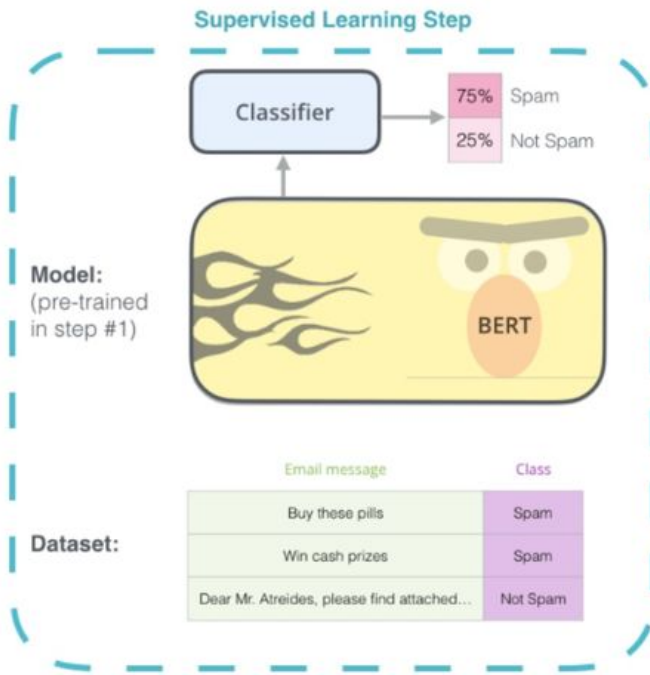 Supervised Learning Step
Classifier
75% Spam
25% Not Spam
Model:
(pre-trained
in step #1)
BERT
Email message Class
Buy these pills Spam
Win cash prizes Spam
Dataset:
Dear Mr. Atreides, please find attached... Not Spam